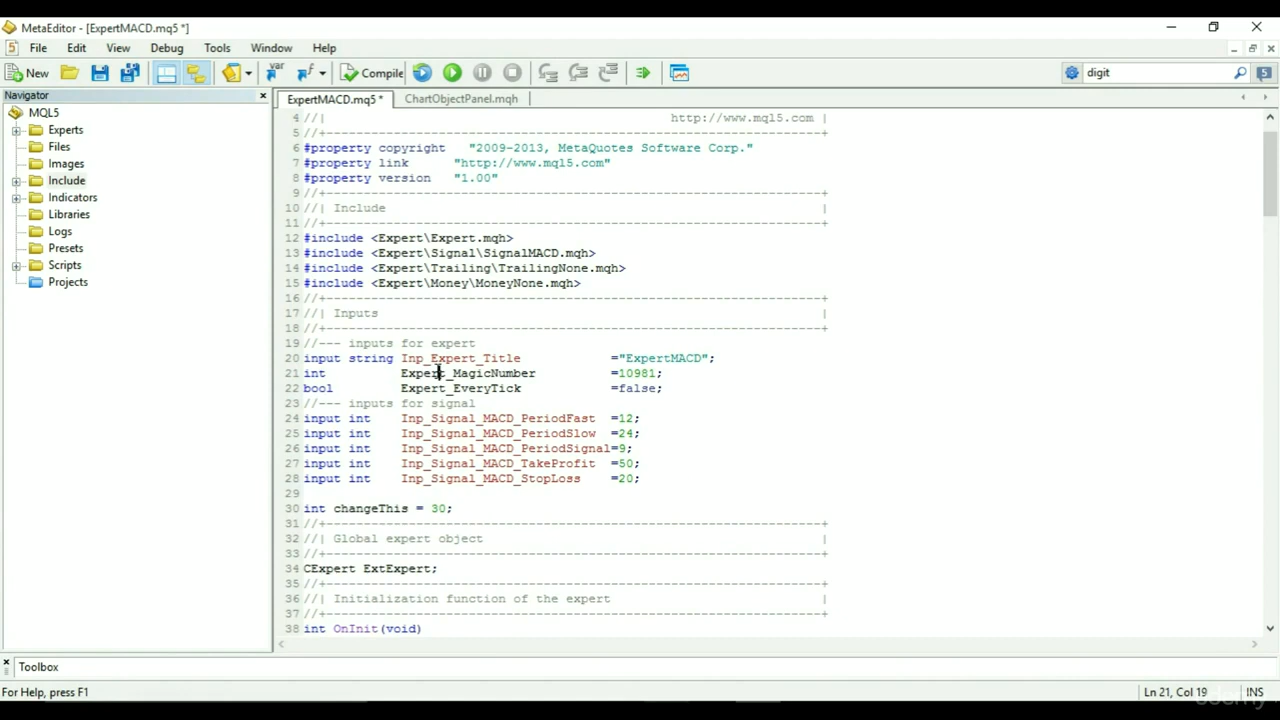 MetaEditor - [ExpertMACD.mq5 *]
File Edit View Debug Tools Window Help
New Compile digit 5
Navigator
ExpertMACD.mq5 * ChartObjectPanel.mqh
MQL5
Experts
Files
Images
Include
Indicators
Libraries
Logs
Presets
Scripts
Projects
4 //| http://www.mql5.com |
5 //+------------------------------------------------------------------+
6 #property copyright "2009-2013, MetaQuotes Software Corp."
7 #property link "http://www.mql5.com"
8 #property version "1.00"
9 //+------------------------------------------------------------------+
10 //| Include |
11 //+------------------------------------------------------------------+
12 #include <Expert\Expert.mqh>
13 #include <Expert\Signal\SignalMACD.mqh>
14 #include <Expert\Trailing\TrailingNone.mqh>
15 #include <Expert\Money\MoneyNone.mqh>
16 //+------------------------------------------------------------------+
17 //| Inputs |
18 //+------------------------------------------------------------------+
19 //--- inputs for expert
20 input string Inp_Expert_Title ="ExpertMACD";
21 int Expert_MagicNumber =10981;
22 bool Expert_EveryTick =false;
23 //--- inputs for signal
24 input int Inp_Signal_MACD_PeriodFast =12;
25 input int Inp_Signal_MACD_PeriodSlow =24;
26 input int Inp_Signal_MACD_PeriodSignal=9;
27 input int Inp_Signal_MACD_TakeProfit =50;
28 input int Inp_Signal_MACD_StopLoss =20;
29
30 int changeThis = 30;
31 //+------------------------------------------------------------------+
32 //| Global expert object |
33 //+------------------------------------------------------------------+
34 CExpert ExtExpert;
35 //+------------------------------------------------------------------+
36 //| Initialization function of the expert |
37 //+------------------------------------------------------------------+
38 int OnInit(void)
Toolbox
For Help, press F1 Ln 21, Col 19 INS
udemy